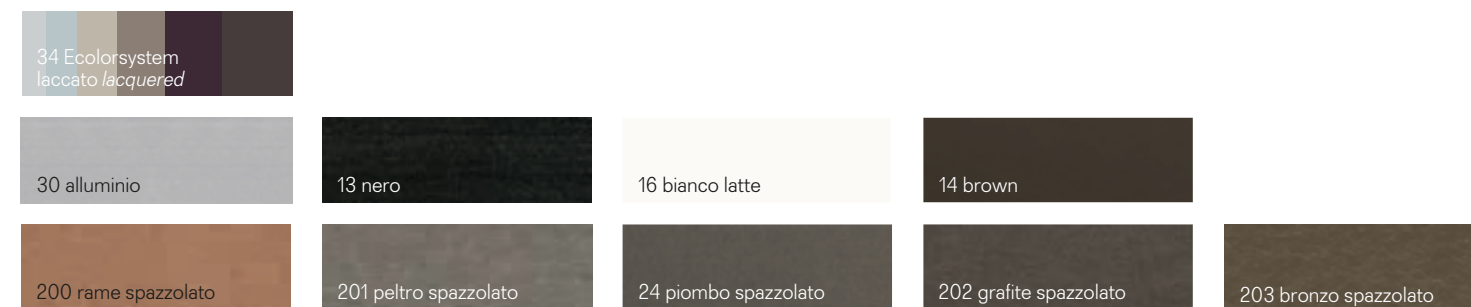 34 Ecolorsystem
laccato lacquered
30 alluminio
13 nero
16 bianco latte
14 brown
200 rame spazzolato
201 peltro spazzolato
24 piombo spazzolato
202 grafite spazzolato
203 bronzo spazzolato